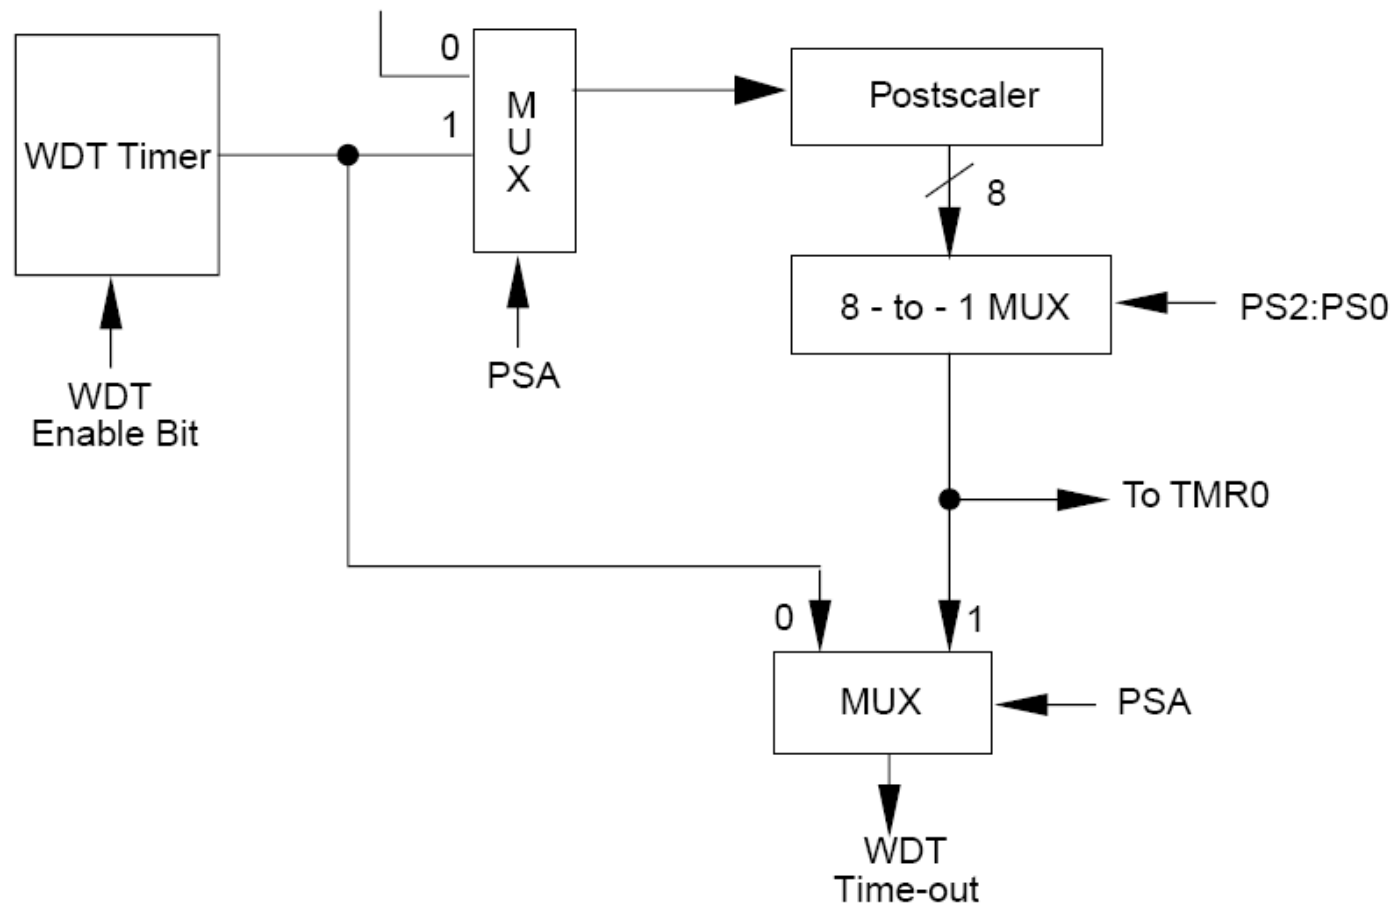 0
M
U
X
Postscaler
1
WDT Timer
8
8 - to - 1 MUX
PS2:PS0
PSA
WDT
Enable Bit
To TMR0
0
1
MUX
PSA
WDT
Time-out